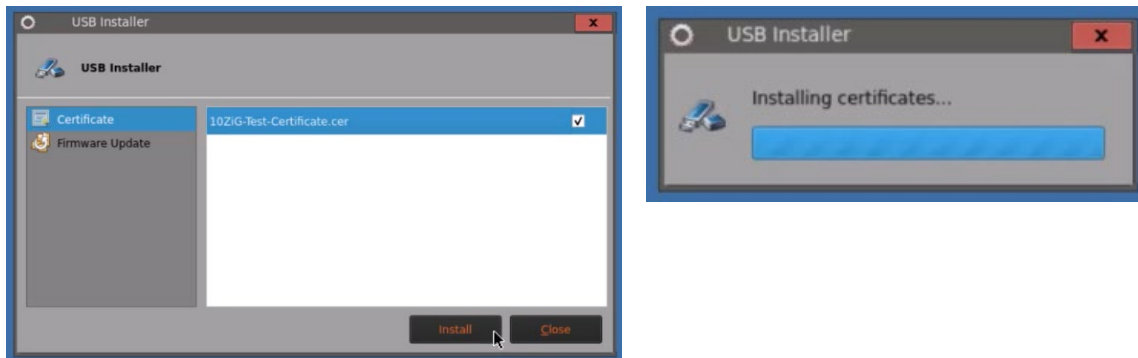 USB Installer
USB Installer
Certificate
10ZiG-Test-Certificate.cer
Firmware Update
Install
Close
USB Installer
Installing certificates...